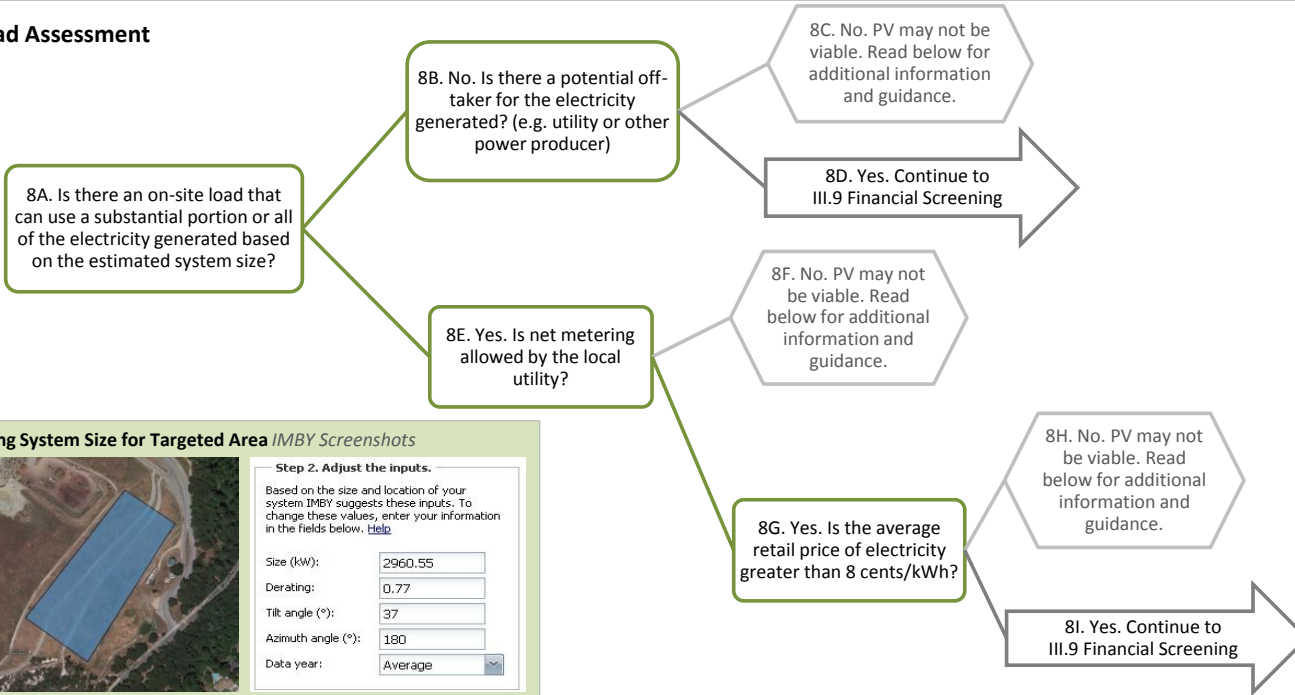 ad Assessment
8A. Is there an on-site load that
can use a substantial portion or all
of the electricity generated based
on the estimated system size?
8B. No. Is there a potential off-
taker for the electricity
generated? (e.g. utility or other
power producer)
8C. No. PV may not be
viable. Read below for
additional information
and guidance.
8D. Yes. Continue to
III.9 Financial Screening
8E. Yes. Is net metering
allowed by the local
utility?
8F. No. PV may not
be viable. Read
below for additional
information and
guidance.
8G. Yes. Is the average
retail price of electricity
greater than 8 cents/kWh?
8H. No. PV may not
be viable. Read
below for additional
information and
guidance.
8I. Yes. Continue to
III.9 Financial Screening
ng System Size for Targeted Area IMBY Screenshots
Step 2. Adjust the inputs.
Based on the size and location of your
system IMBY suggests these inputs. To
change these values, enter your information
in the fields below. Help
Size (kW): 2960.55
Derating: 0.77
Tilt angle (°): 37
Azimuth angle (°): 180
Data year: Average